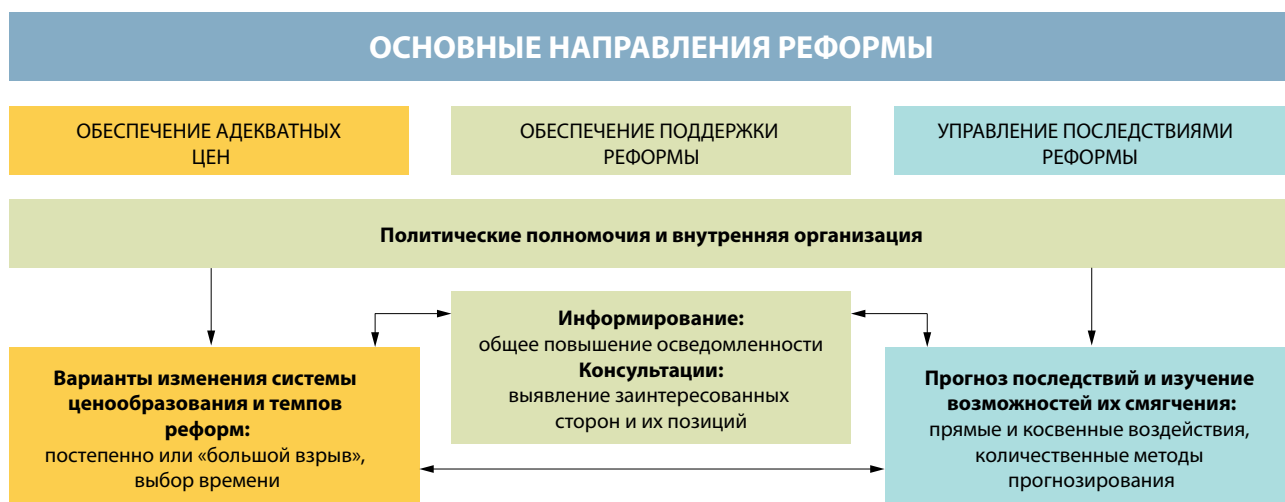 ОСНОВНЫЕ НАПРАВЛЕНИЯ РЕФОРМЫ
ОБЕСПЕЧЕНИЕ АДЕКВАТНЫХ
ЦЕН
ОБЕСПЕЧЕНИЕ ПОДДЕРЖКИ
РЕФОРМЫ
УПРАВЛЕНИЕ ПОСЛЕДСТВИЯМИ
РЕФОРМЫ
Политические полномочия и внутренняя организация
Информирование:
общее повышение осведомленности
Консультации:
выявление заинтересованных
сторон и их позиций
Варианты изменения системы
ценообразования и темпов
реформ:
постепенно или «большой взрыв»,
выбор времени
Прогноз последствий и изучение
возможностей их смягчения:
прямые и косвенные воздействия,
количественные методы
прогнозирования